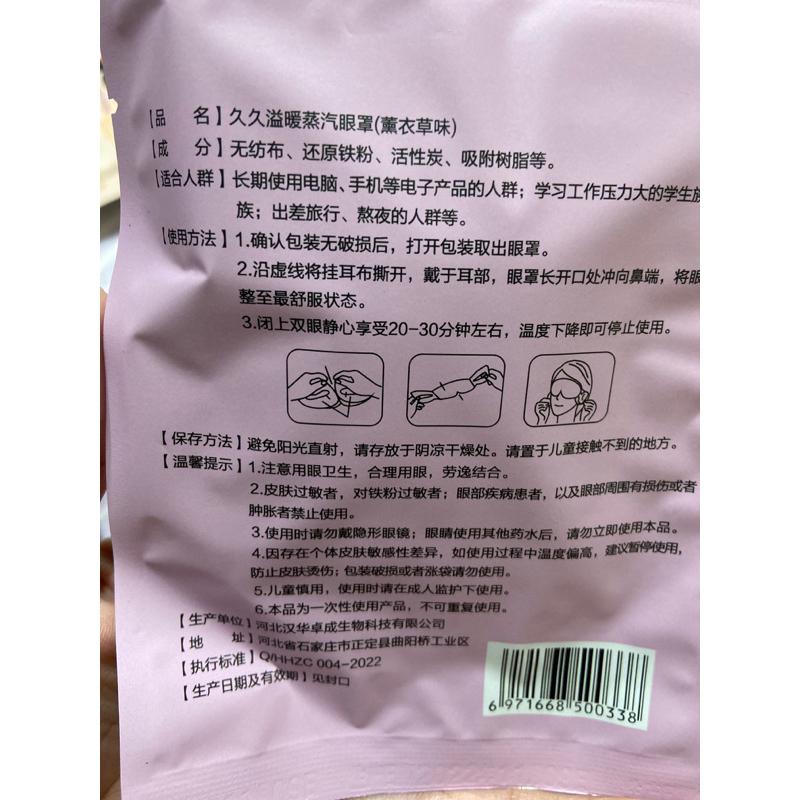 【品　　名】久久溢暖蒸汽眼罩(薰衣草味)
【成　　分】无纺布、还原铁粉、活性炭、吸附树脂等。
【适合人群】长期使用电脑、手机等电子产品的人群；学习工作压力大的学生族
族；出差旅行、熬夜的人群等。
【使用方法】1.确认包装无破损后，打开包装取出眼罩。
2.沿虚线将挂耳布撕开，戴于耳部，眼罩长开口处冲向鼻端，将眼
整至最舒服状态。
3.闭上双眼静心享受20-30分钟左右，温度下降即可停止使用。
【保存方法】避免阳光直射，请存放于阴凉干燥处。请置于儿童接触不到的地方。
【温馨提示】1.注意用眼卫生，合理用眼，劳逸结合。
2.皮肤过敏者，对铁粉过敏者；眼部疾病患者，以及眼部周围有损伤或者
肿胀者禁止使用。
3.使用时请勿戴隐形眼镜；眼睛使用其他药水后，请勿立即使用本品。
4.因存在个体皮肤敏感性差异，如使用过程中温度偏高，建议暂停使用，
防止皮肤烫伤；包装破损或者涨袋请勿使用。
5.儿童慎用，使用时请在成人监护下使用。
6.本品为一次性使用产品，不可重复使用。
【生产单位】河北汉华卓成生物科技有限公司
【地　　址】河北省石家庄市正定县曲阳桥工业区
【执行标准】Q/HHZC 004-2022
【生产日期及有效期】见封口
6 971668 500338